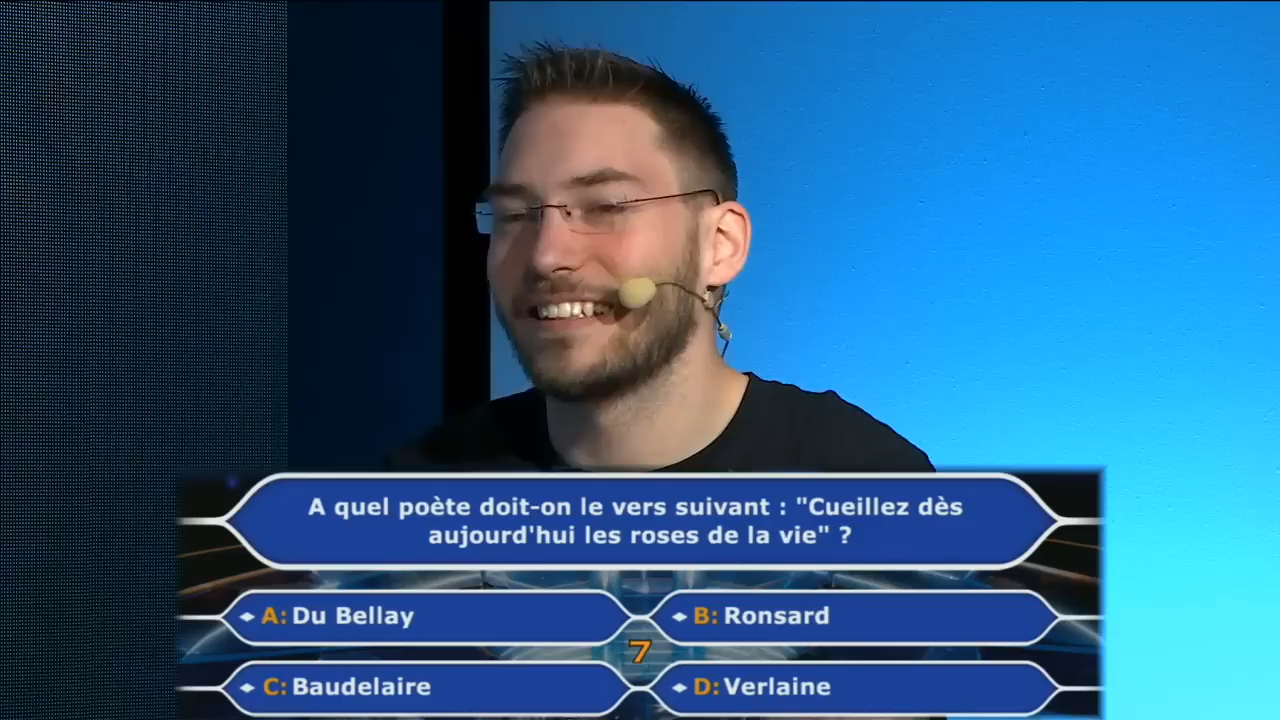 A quel poète doit-on le vers suivant : "Cueillez dès
aujourd'hui les roses de la vie" ?
A: Du Bellay
B: Ronsard
7
C: Baudelaire
D: Verlaine